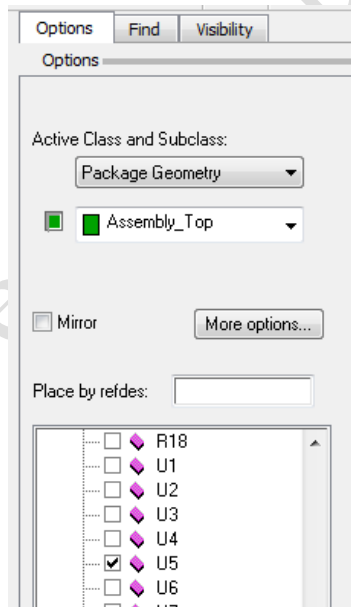 Options Find Visibility
Options
Active Class and Subclass:
Package Geometry
Assembly_Top
Mirror More options...
Place by refdes:
R18
U1
U2
U3
U4
U5
U6